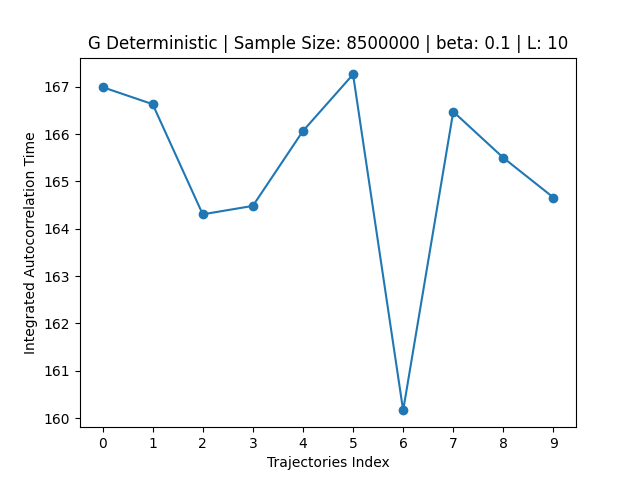 G Deterministic | Sample Size: 8500000 | beta: 0.1 | L: 10
Integrated Autocorrelation Time
167
166
165
164
163
162
161
160
0 1 2 3 4 5 6 7 8 9
Trajectories Index